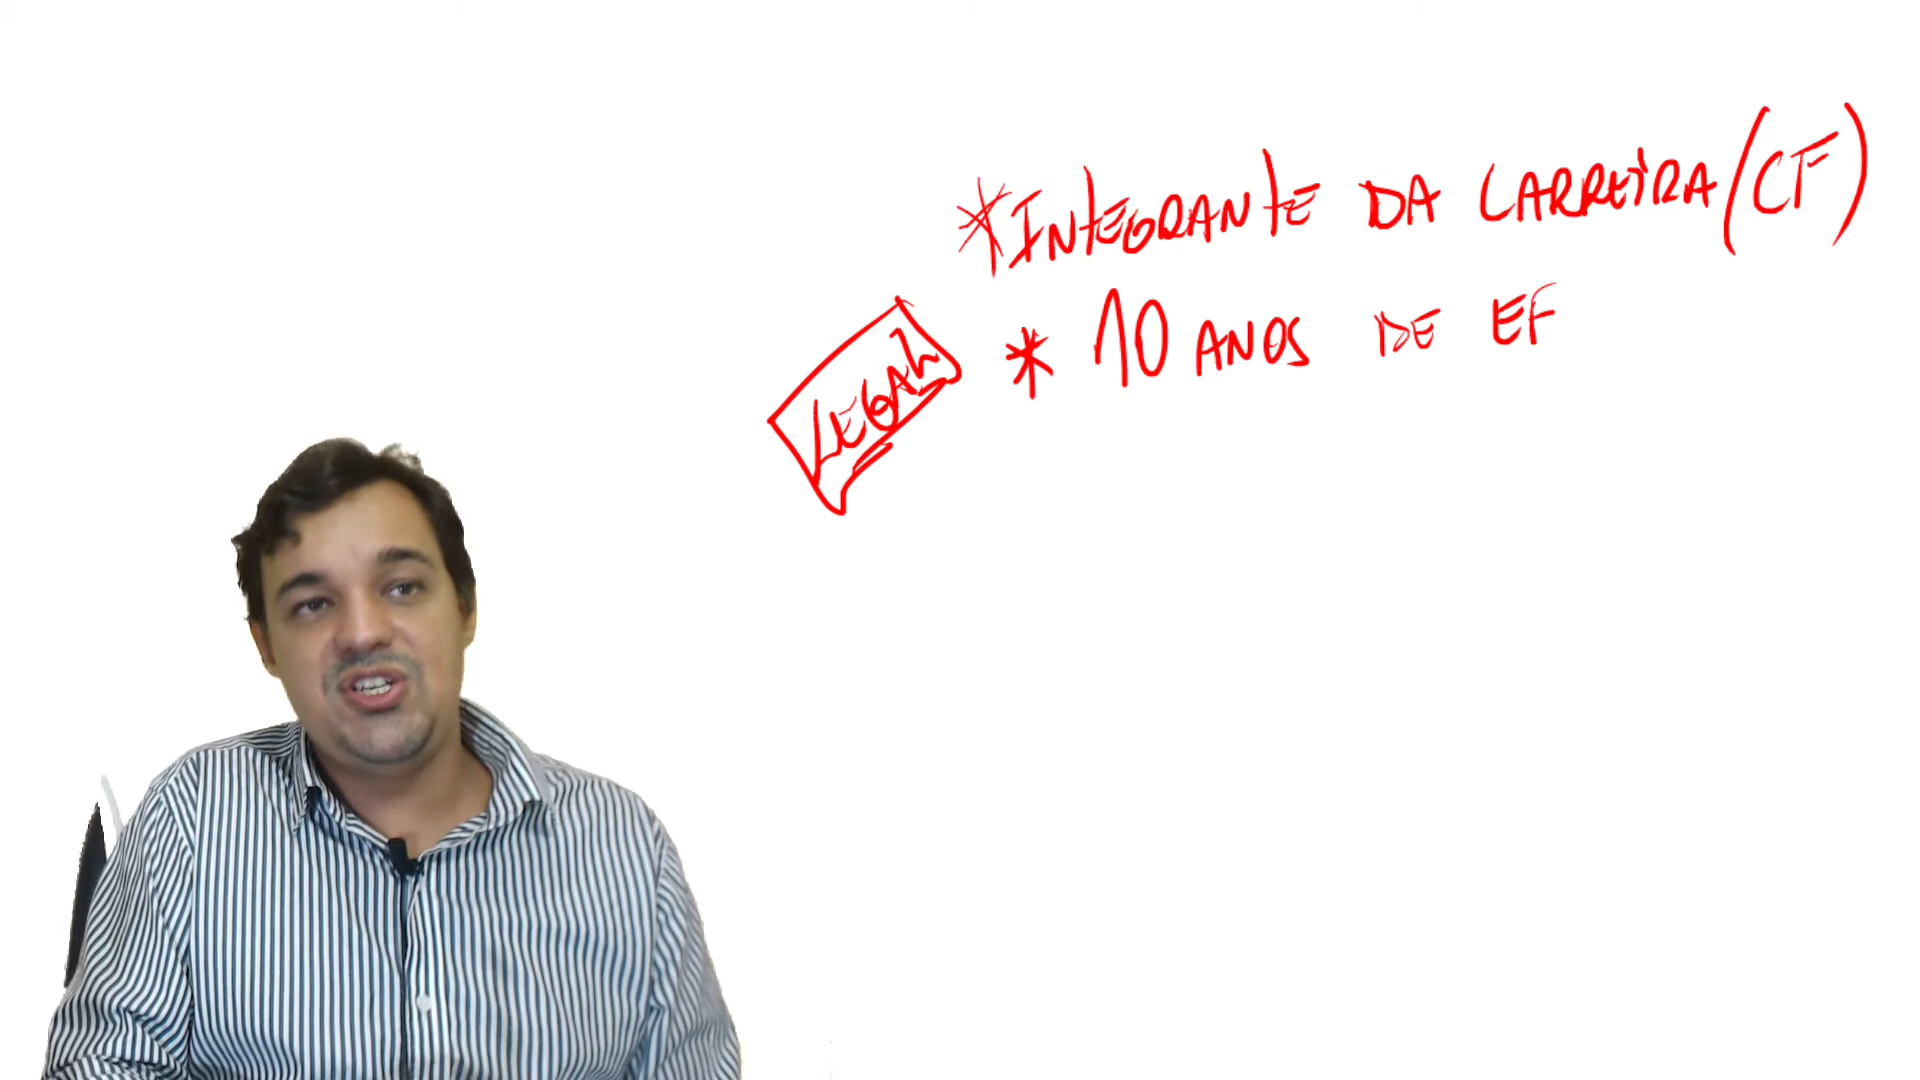 *INTEGRANTE DA CARREIRA (CF)
* 10 ANOS DE EF
LEGAL